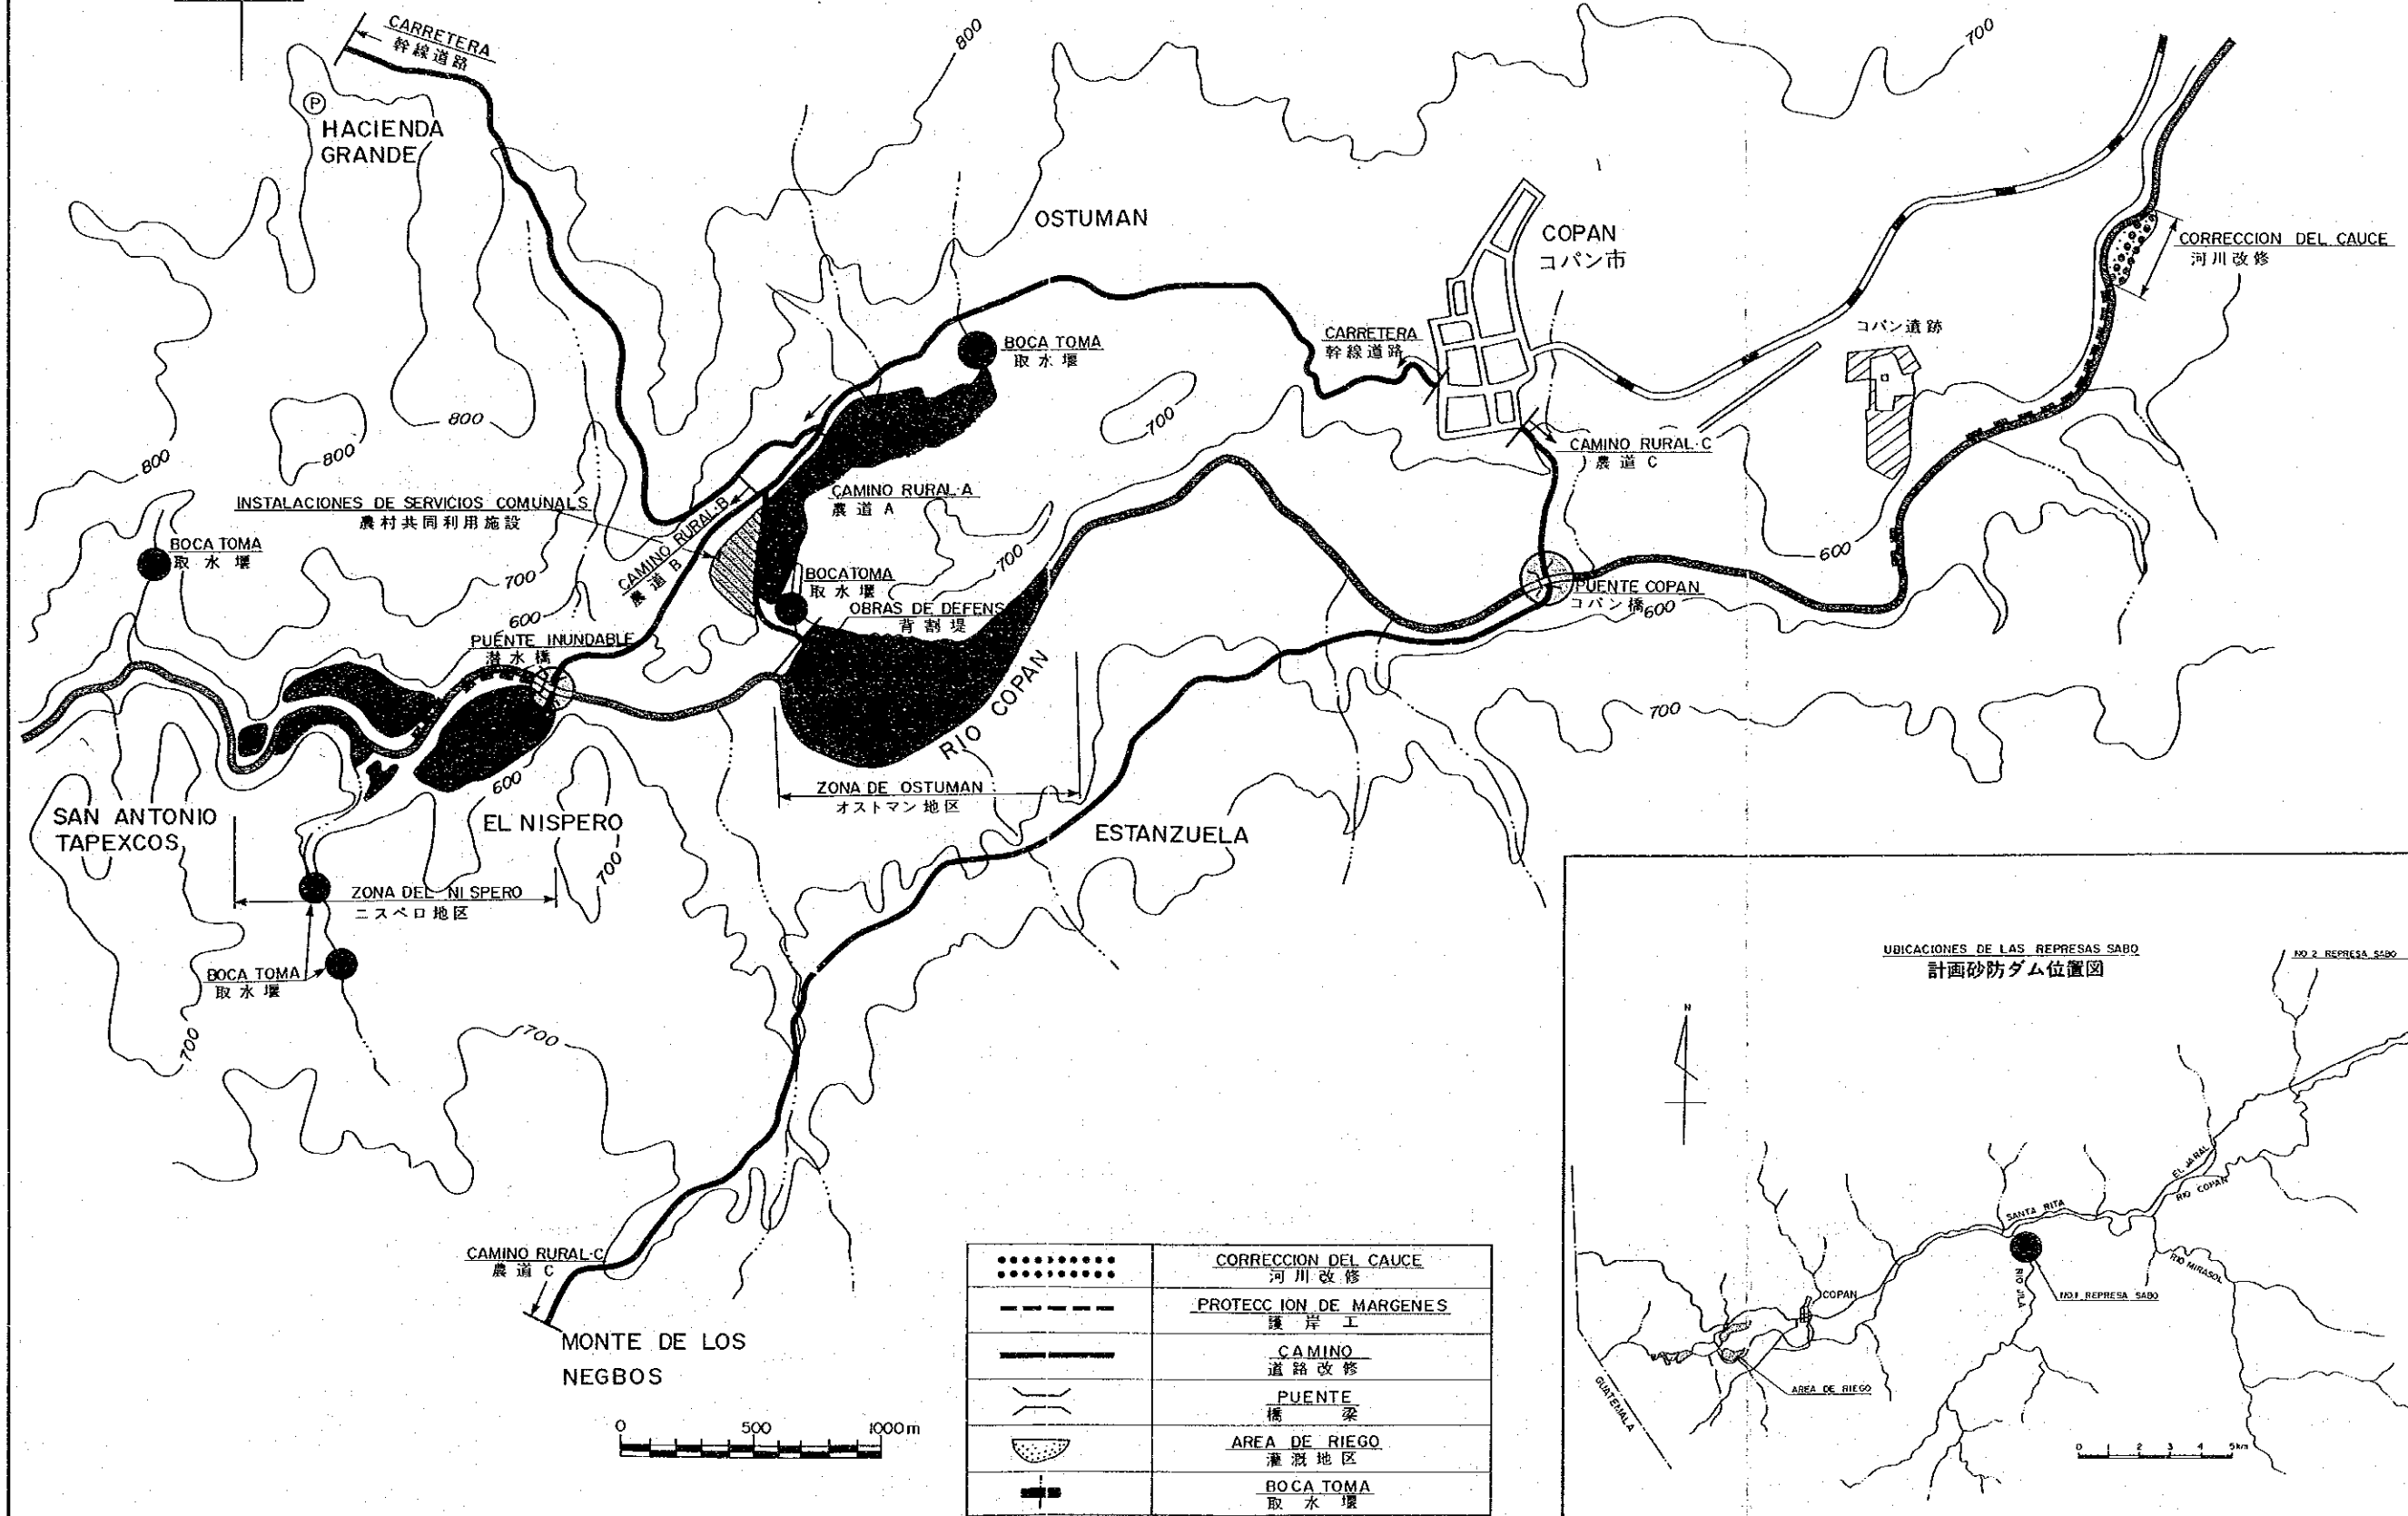 CARRETERA
幹線道路
800
700
P
HACIENDA
GRANDE
OSTUMAN
COPAN
コパン市
CORRECCION DEL CAUCE
河川改修
CARRETERA
幹線道路
コパン遺跡
BOCA TOMA
取水堰
800
800
800
700
CAMINO RURAL-C
農道 C
INSTALACIONES DE SERVICIOS COMUNALS
農村共同利用施設
CAMINO RURAL-A
農道 A
CAMINO RURAL-B
農道 B
BOCA TOMA
取水堰
700
700
600
BOCATOMA
取水堰
OBRAS DE DEFENS
背割堤
PUENTE COPAN
コパン橋
600
600
PUENTE INUNDABLE
潜水橋
RIO COPAN
700
600
ZONA DE OSTUMAN
オストマン地区
SAN ANTONIO
TAPEXCOS
EL NISPERO
ESTANZUELA
700
ZONA DEL NISPERO
ニスペロ地区
BOCA TOMA
取水堰
700
700
CAMINO RURAL-C
農道 C
MONTE DE LOS
NEGBOS
0 500 1000m
CORRECCION DEL CAUCE
河川改修
PROTECCION DE MARGENES
護岸工
CAMINO
道路改修
PUENTE
橋梁
AREA DE RIEGO
灌漑地区
BOCA TOMA
取水堰
UBICACIONES DE LAS REPRESAS SABO
計画砂防ダム位置図
NO 2 REPRESA SABO
N
EL JARAL
RIO COPAN
SANTA RITA
RIO MIRASOL
RIO JILA
NO.1 REPRESA SABO
COPAN
AREA DE RIEGO
GUATEMALA
0 1 2 3 4 5km